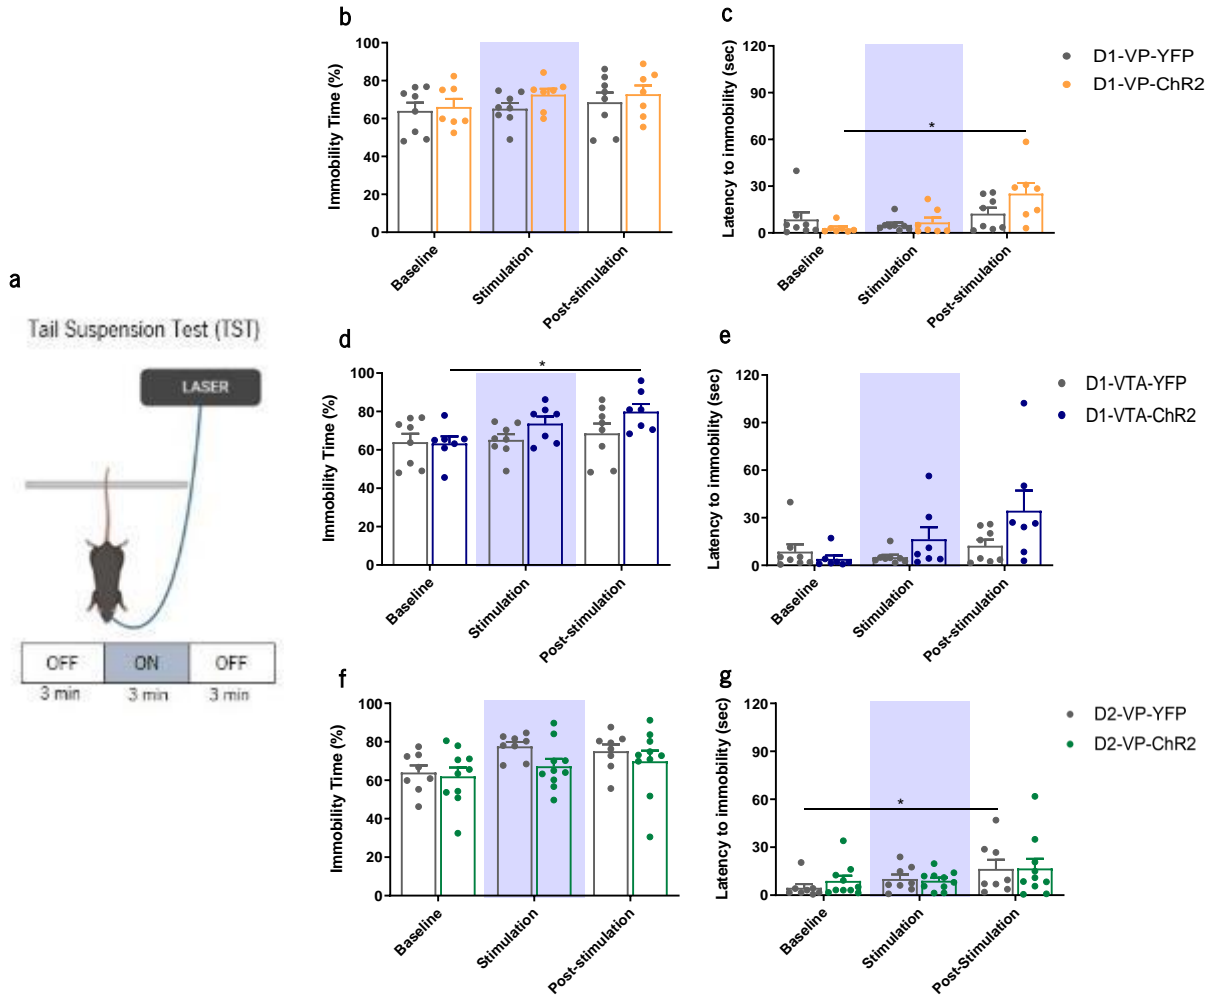 a
Tail Suspension Test (TST)
LASER
OFF ON OFF
3 min 3 min 3 min
b
Immobility Time (%)
100
80
60
40
20
0
Baseline
Stimulation
Post-stimulation
c
Latency to immobility (sec)
120
90
60
30
0
*
Baseline
Stimulation
Post-stimulation
D1-VP-YFP
D1-VP-ChR2
d
Immobility Time (%)
100
80
60
40
20
0
*
Baseline
Stimulation
Post-stimulation
e
Latency to immobility (sec)
120
90
60
30
0
Baseline
Stimulation
Post-stimulation
D1-VTA-YFP
D1-VTA-ChR2
f
Immobility Time (%)
100
80
60
40
20
0
Baseline
Stimulation
Post-stimulation
g
Latency to immobility (sec)
120
90
60
30
0
*
Baseline
Stimulation
Post-Stimulation
D2-VP-YFP
D2-VP-ChR2